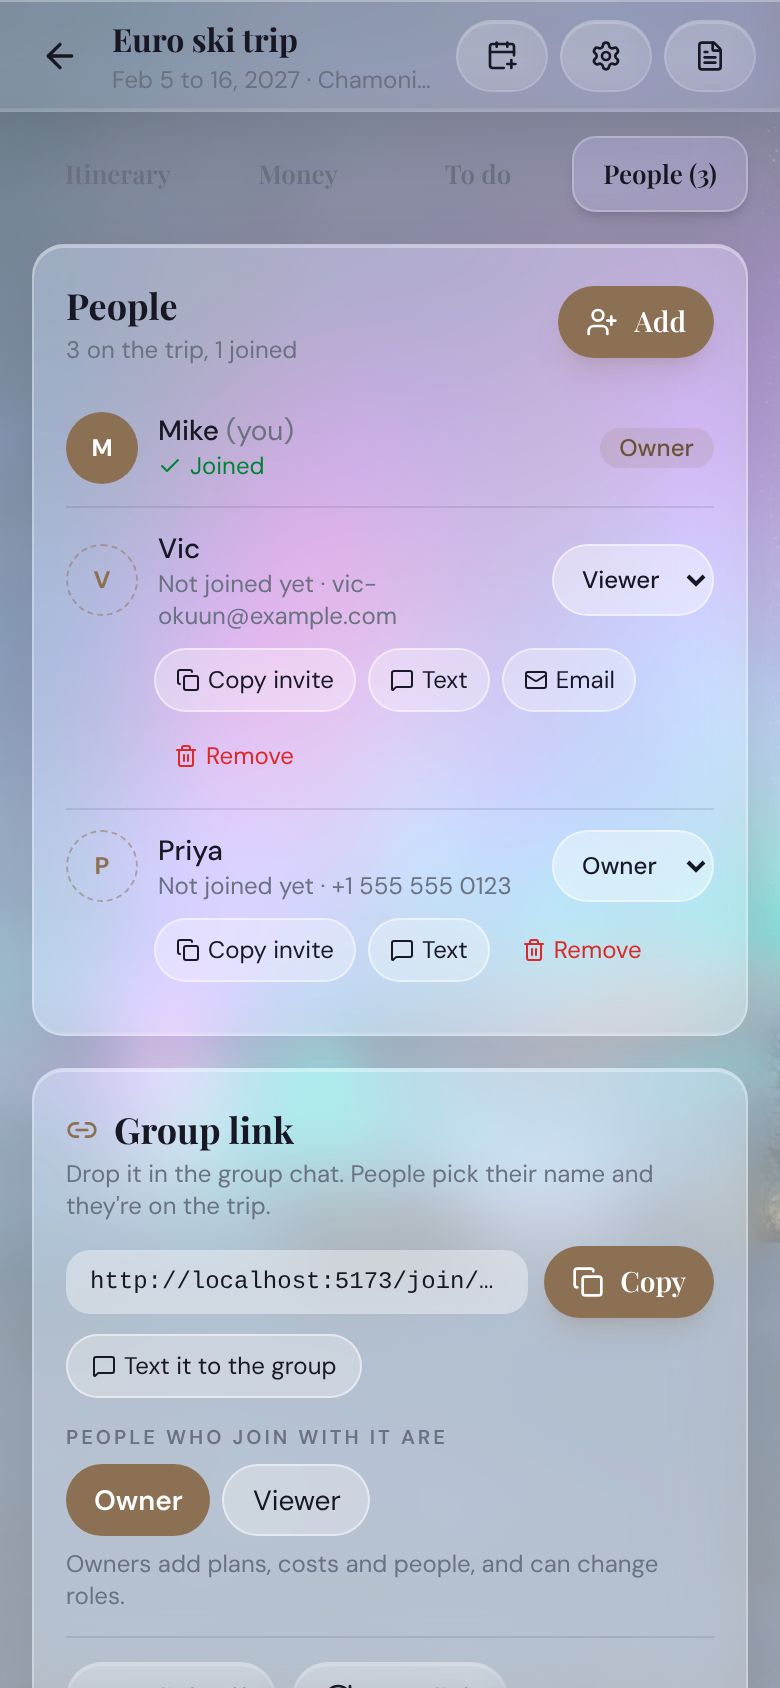 Euro ski trip
Feb 5 to 16, 2027 · Chamoni...
Itinerary
Money
To do
People (3)
People
3 on the trip, 1 joined
Add
M
Mike (you)
Joined
Owner
V
Vic
Not joined yet · vic-
okuun@example.com
Viewer
Copy invite
Text
Email
Remove
P
Priya
Not joined yet · +1 555 555 0123
Owner
Copy invite
Text
Remove
Group link
Drop it in the group chat. People pick their name and
they're on the trip.
http://localhost:5173/join/…
Copy
Text it to the group
PEOPLE WHO JOIN WITH IT ARE
Owner
Viewer
Owners add plans, costs and people, and can change
roles.